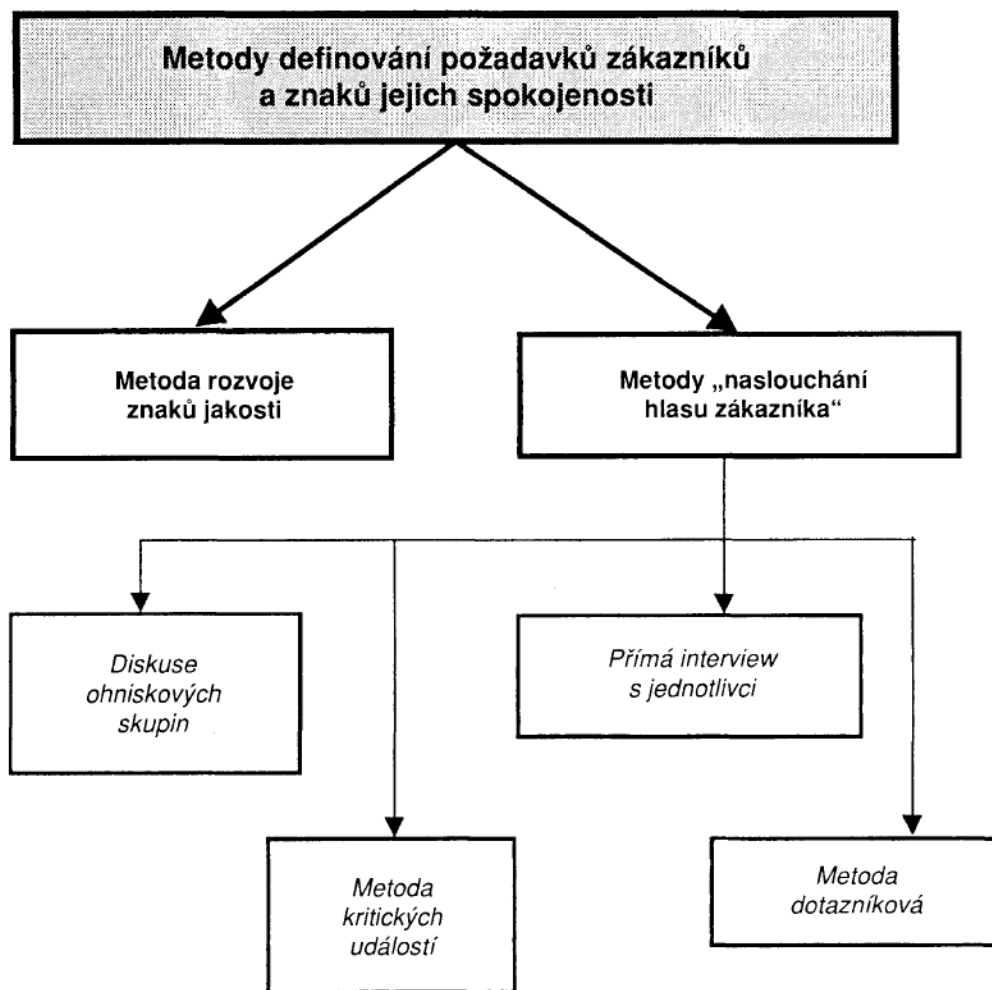 Metody definování požadavků zákazníků
a znaků jejich spokojenosti
Metoda rozvoje
znaků jakosti
Metody „naslouchání
hlasu zákazníka“
Diskuse
ohniskových
skupin
Přímá interview
s jednotlivci
Metoda
kritických
událostí
Metoda
dotazníková